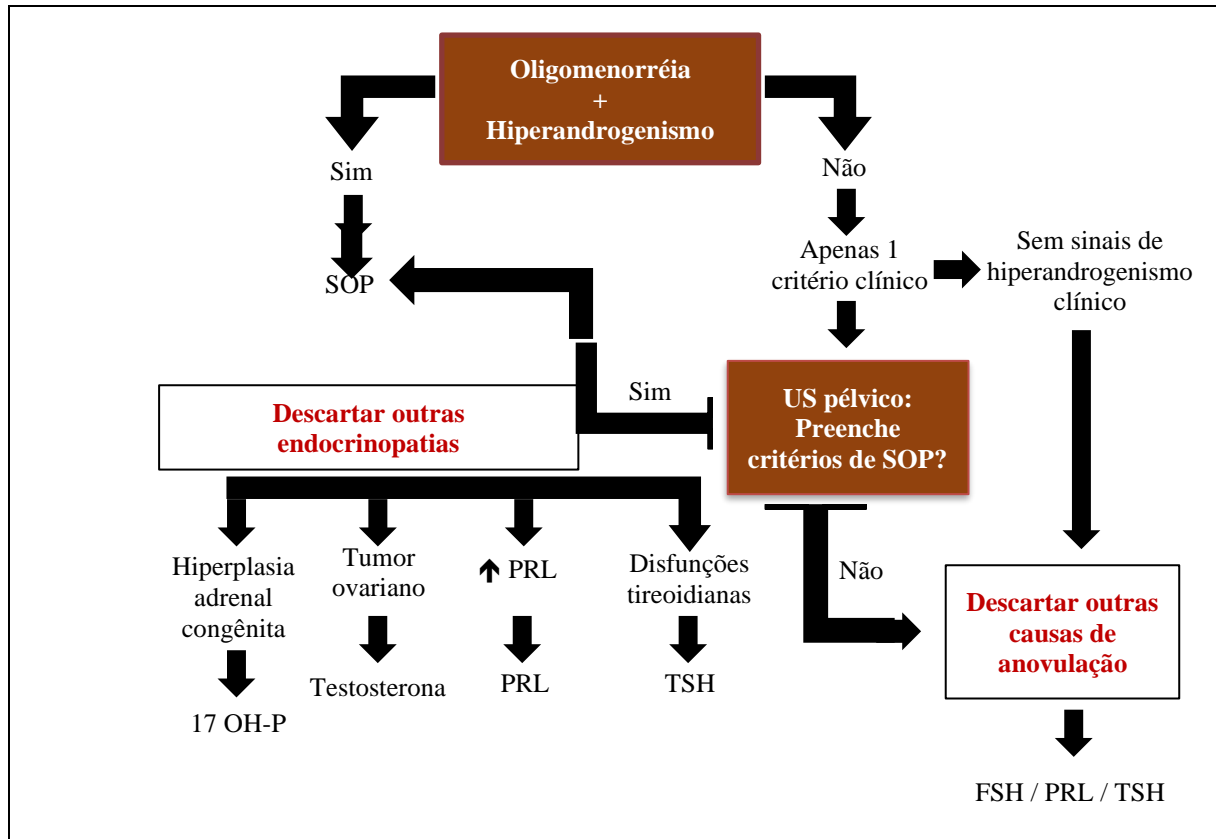 Oligomenorréia
+
Hiperandrogenismo
Sim
Não
SOP
Apenas 1
critério clínico
Sem sinais de
hiperandrogenismo
clínico
Sim
US pélvico:
Preenche
critérios de SOP?
Descartar outras
endocrinopatias
Hiperplasia
adrenal
congênita
Tumor
ovariano
↑ PRL
Disfunções
tireoidianas
Não
Descartar outras
causas de
anovulação
17 OH-P
Testosterona
PRL
TSH
FSH / PRL / TSH